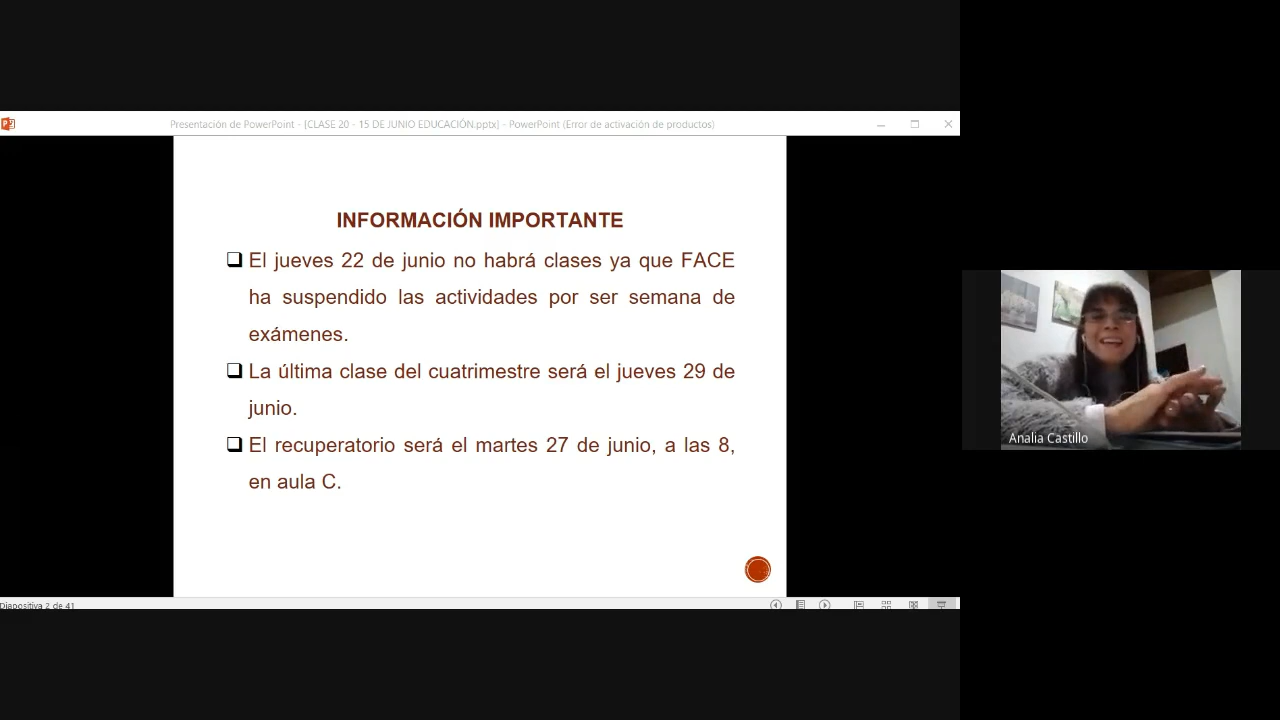 Presentación de PowerPoint - [CLASE 20 - 15 DE JUNIO EDUCACIÓN.pptx] - PowerPoint (Error de activación de productos)
INFORMACIÓN IMPORTANTE
El jueves 22 de junio no habrá clases ya que FACE
ha suspendido las actividades por ser semana de
exámenes.
La última clase del cuatrimestre será el jueves 29 de
junio.
El recuperatorio será el martes 27 de junio, a las 8,
en aula C.
Analia Castillo
Diapositiva 2 de 41